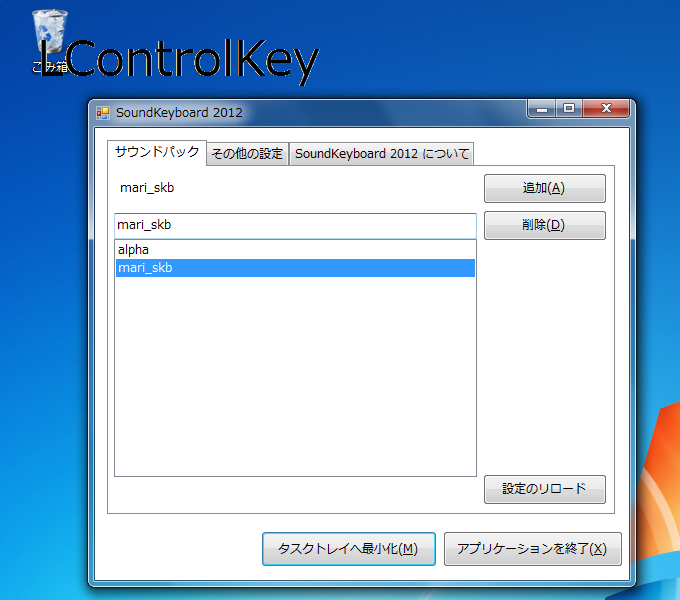 ごみ箱
LControlKey
SoundKeyboard 2012
サウンドパック その他の設定 SoundKeyboard 2012 について
mari_skb 追加(A)
mari_skb 削除(D)
alpha
mari_skb
設定のリロード
タスクトレイへ最小化(M) アプリケーションを終了(X)